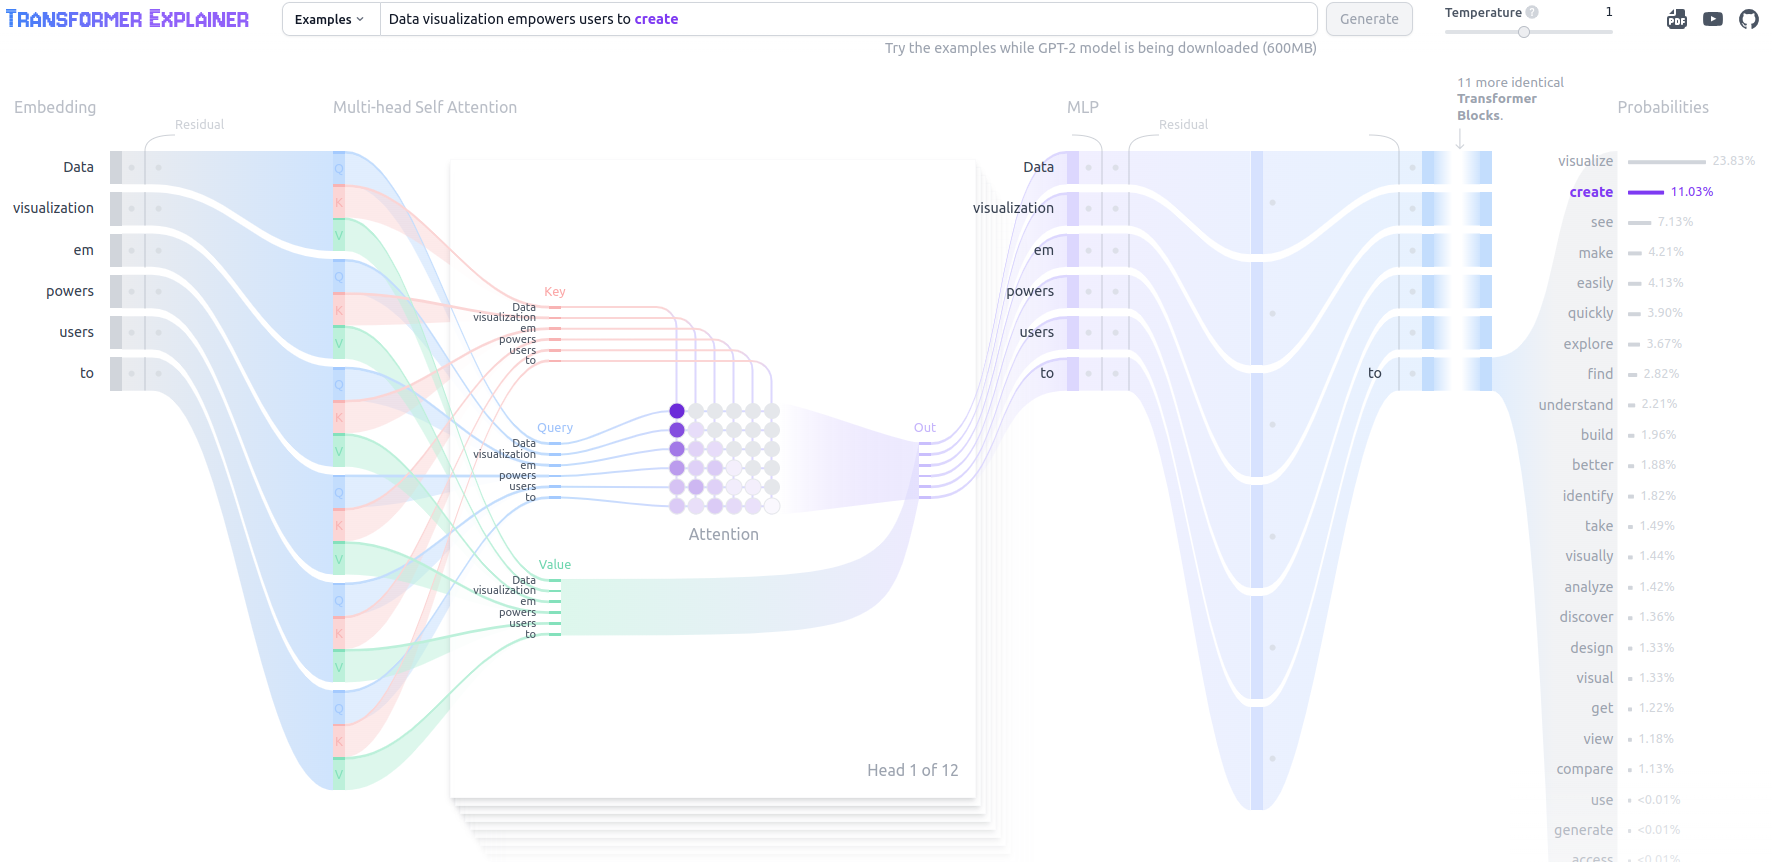 TRANSFORMER EXPLAINER
Examples
Data visualization empowers users to create
Generate
Temperature ?
1
PDF
Try the examples while GPT-2 model is being downloaded (600MB)
Embedding
Multi-head Self Attention
MLP
11 more identical
Transformer
Blocks.
Probabilities
Residual
Residual
Data
visualization
em
powers
users
to
Q
K
V
Q
K
V
Q
K
V
Q
K
V
Q
K
V
Q
K
V
Key
Data
visualization
em
powers
users
to
Query
Data
visualization
em
powers
users
to
Attention
Value
Data
visualization
em
powers
users
to
Out
Head 1 of 12
Data
visualization
em
powers
users
to
to
visualize 23.83%
create 11.03%
see 7.13%
make 4.21%
easily 4.13%
quickly 3.90%
explore 3.67%
find 2.82%
understand 2.21%
build 1.96%
better 1.88%
identify 1.82%
take 1.49%
visually 1.44%
analyze 1.42%
discover 1.36%
design 1.33%
visual 1.33%
get 1.22%
view 1.18%
compare 1.13%
use <0.01%
generate <0.01%
access <0.01%